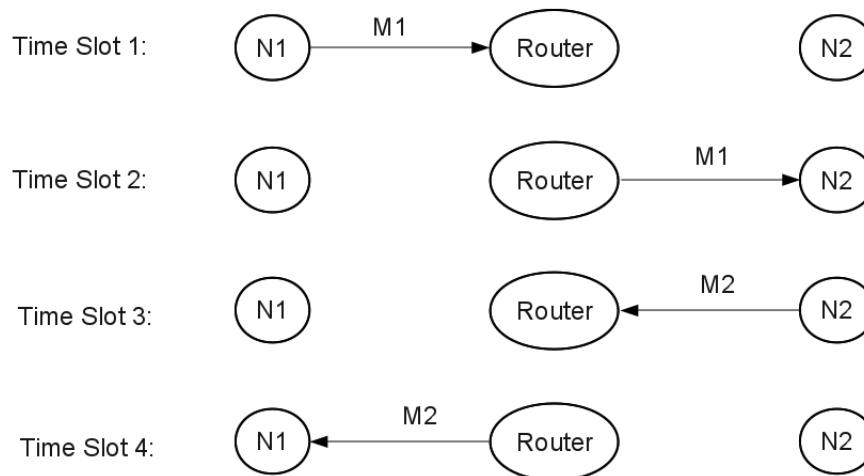 M1
Time Slot 1: N1 Router N2
M1
Time Slot 2: N1 Router N2
M2
Time Slot 3: N1 Router N2
M2
Time Slot 4: N1 Router N2